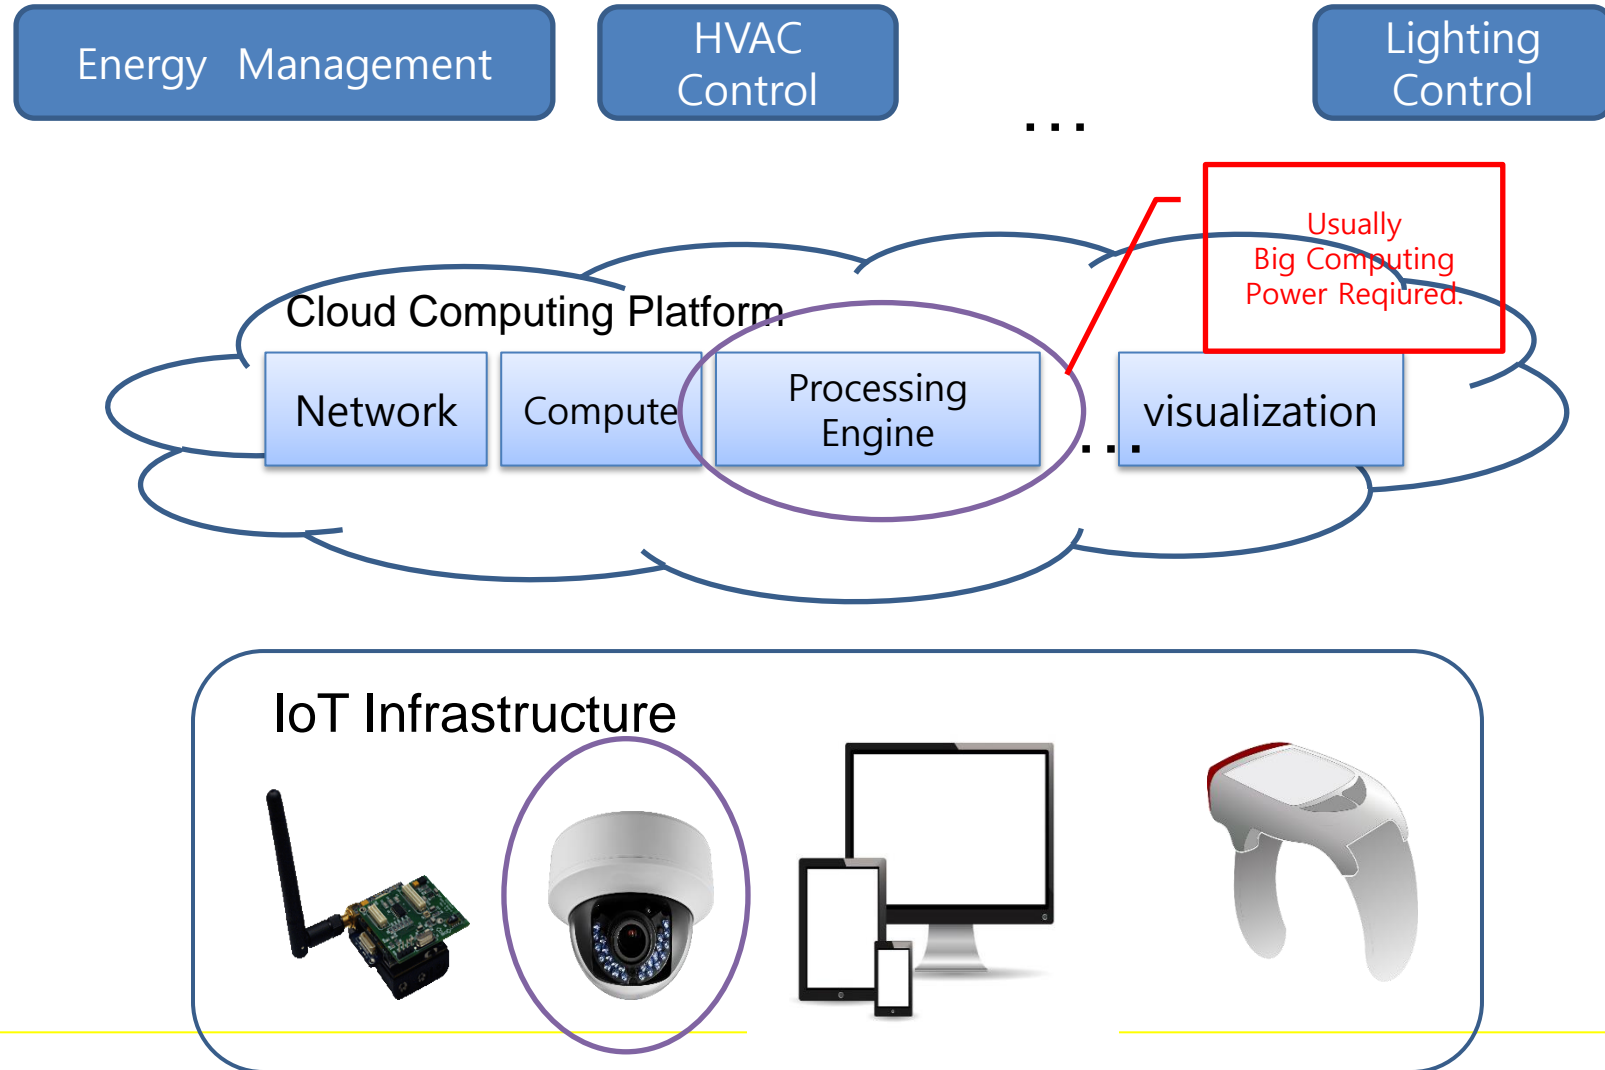 Energy Management
HVAC
Control
Lighting
Control
...
Usually
Big Computing
Power Reqiured.
Cloud Computing Platform
Network
Compute
Processing
Engine
...
visualization
IoT Infrastructure